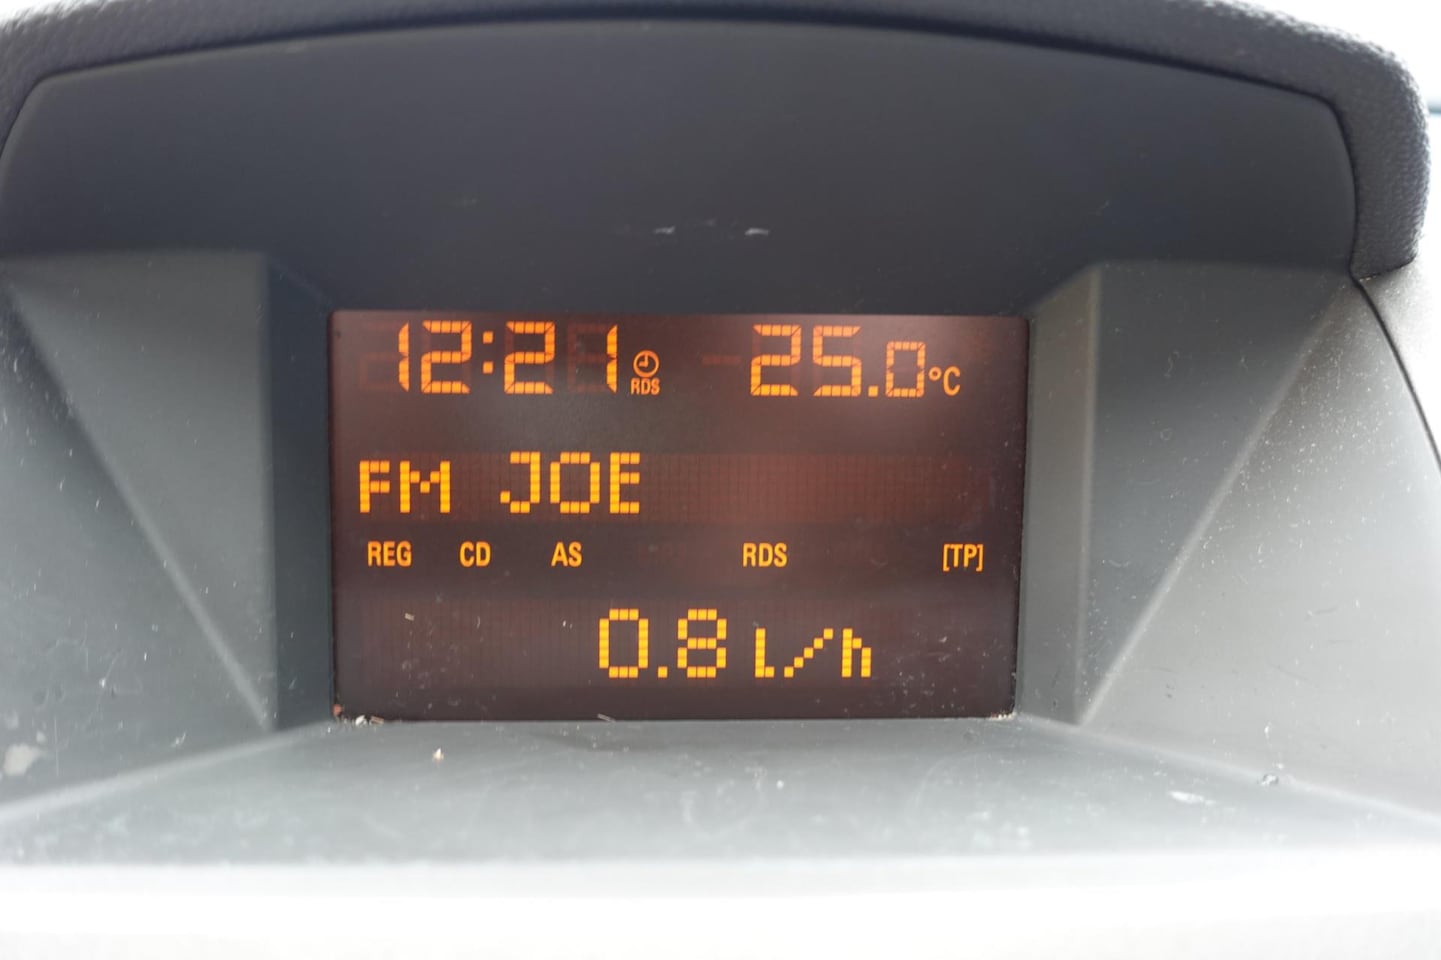 12:21 RDS 25.0°C
FM JOE
REG CD AS RDS [TP]
0.8 l/h